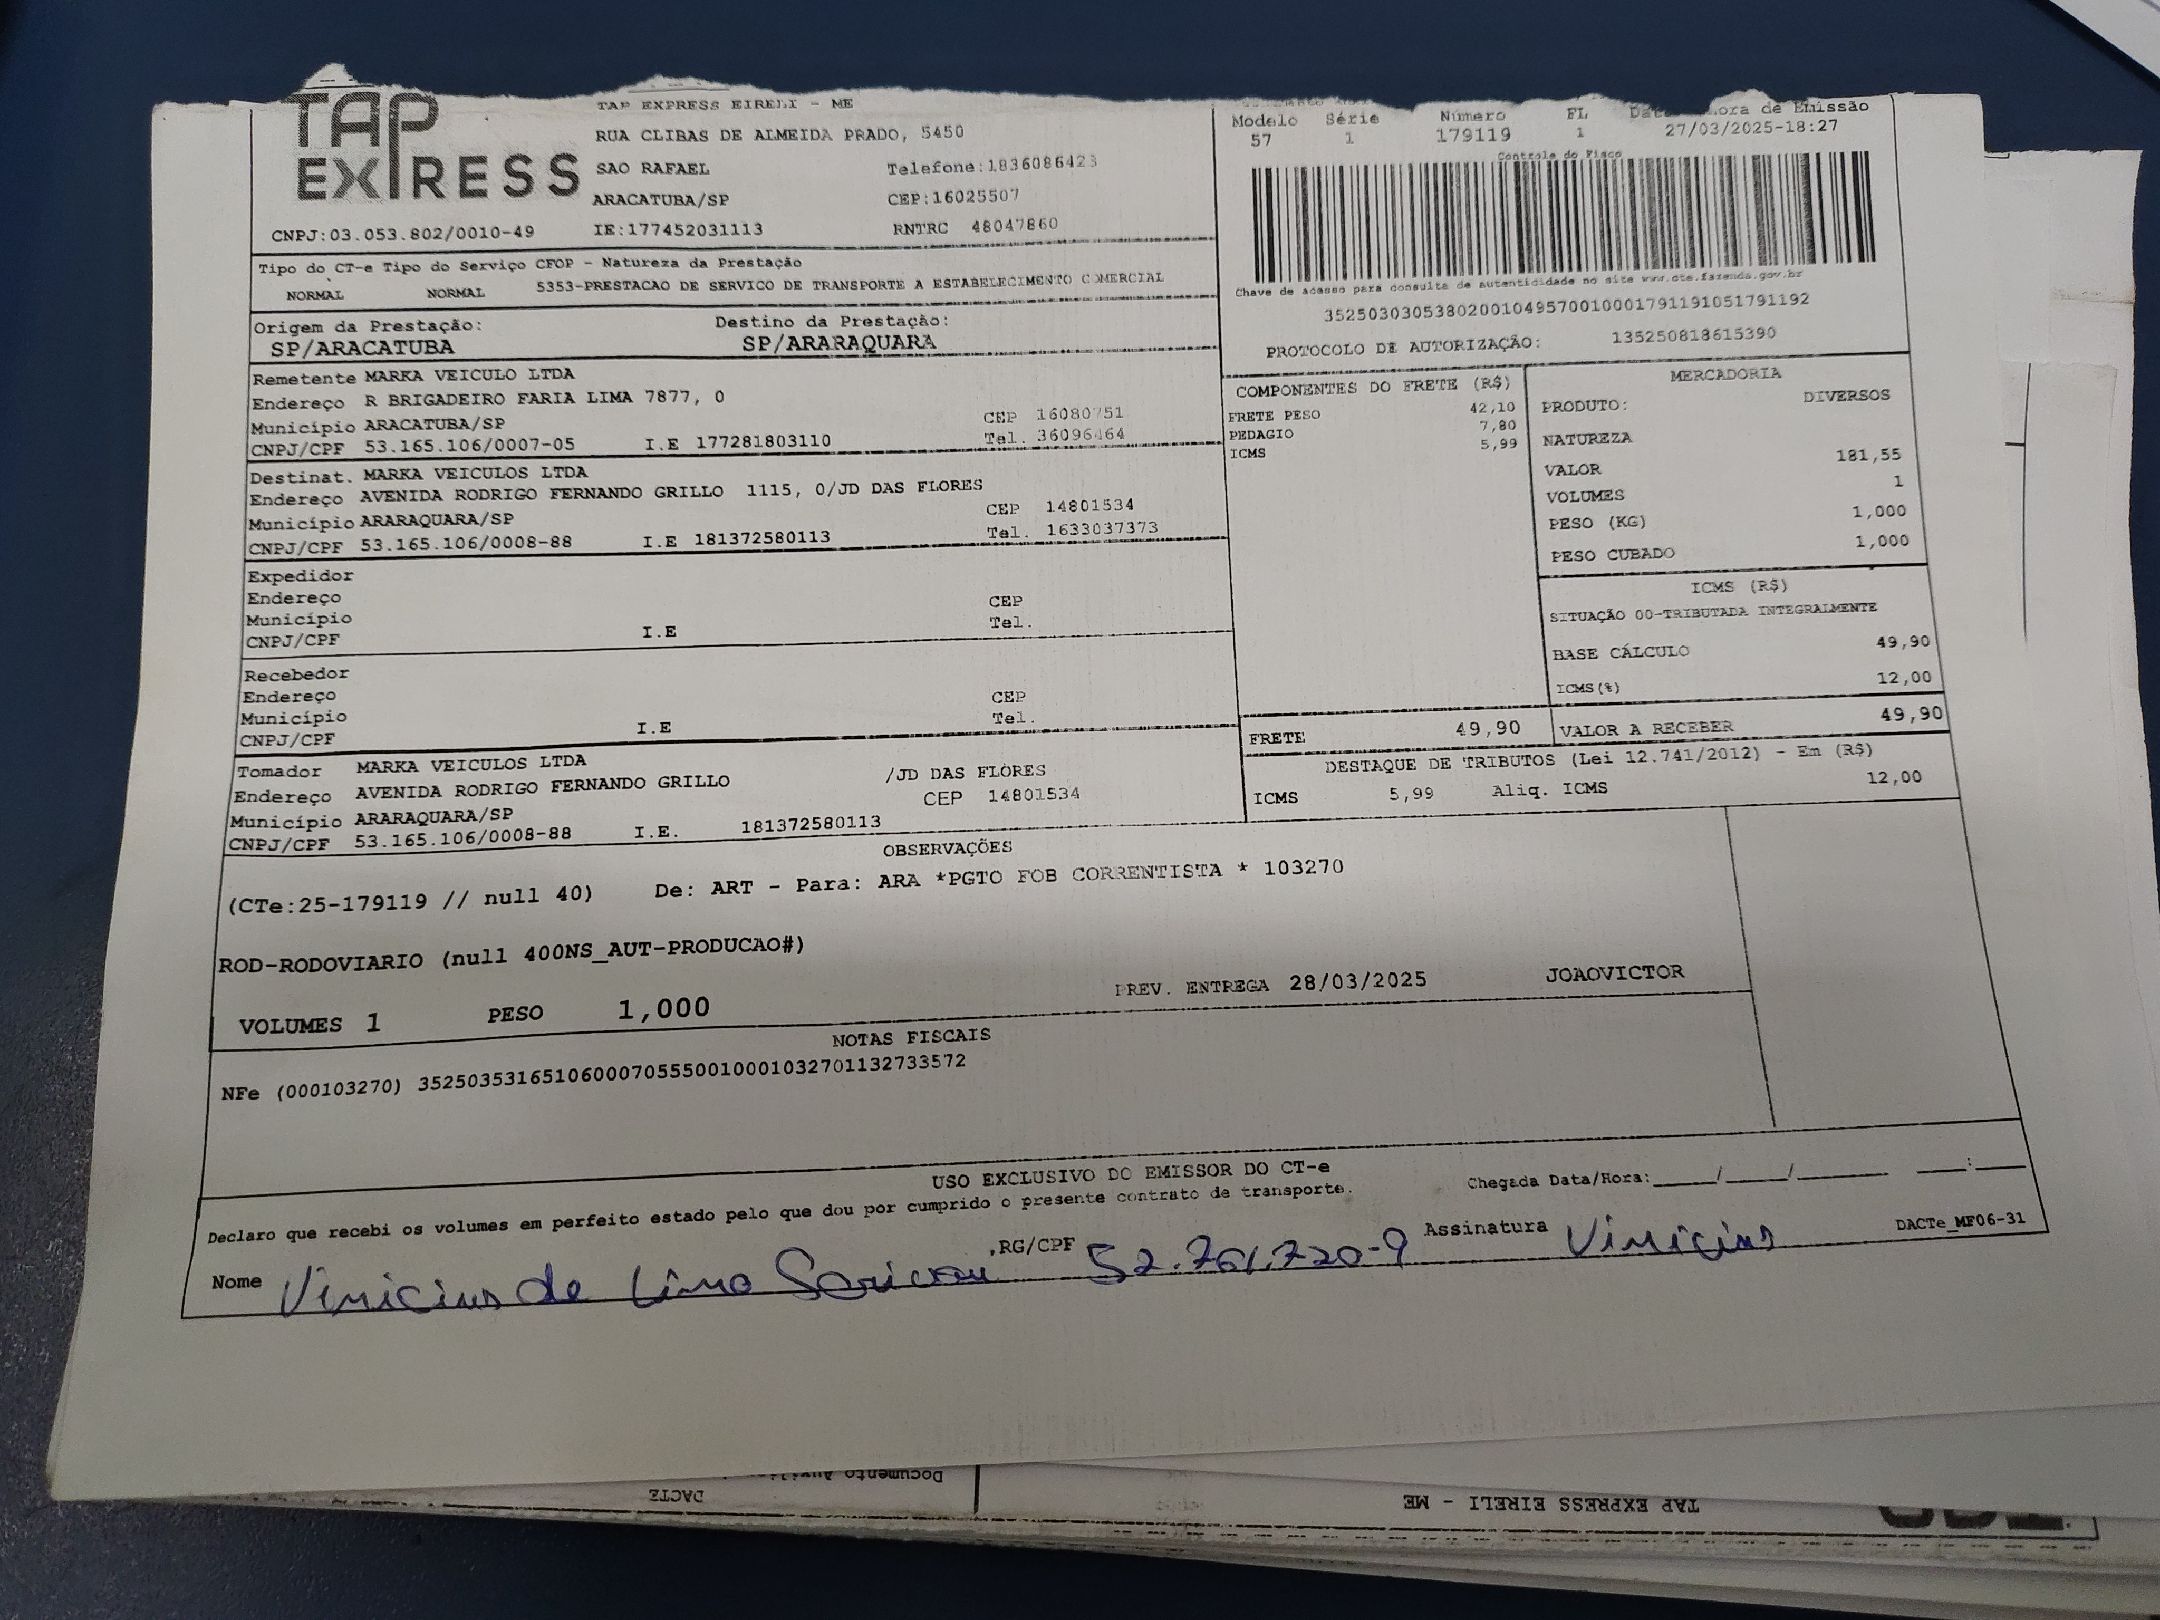 TAP EXPRESS
TAP EXPRESS EIRELI - ME
RUA CLIBAS DE ALMEIDA PRADO, 5450
SAO RAFAEL Telefone:1836086423
ARACATUBA/SP CEP:16025507
CNPJ:03.053.802/0010-49 IE:177452031113 RNTRC 48047860
Modelo Série Número FL Data Hora de Emissão
57 1 179119 1 27/03/2025-18:27
Controle do Fisco
Chave de acesso para consulta de autenticidade no site www.cte.fazenda.gov.br
35250303053802001049570010001791191051791192
PROTOCOLO DE AUTORIZAÇÃO: 135250818615390
Tipo do CT-e Tipo do Serviço CFOP - Natureza da Prestação
NORMAL NORMAL 5353-PRESTACAO DE SERVICO DE TRANSPORTE A ESTABELECIMENTO COMERCIAL
Origem da Prestação: Destino da Prestação:
SP/ARACATUBA SP/ARARAQUARA
Remetente MARKA VEICULO LTDA
Endereço R BRIGADEIRO FARIA LIMA 7877, 0
Município ARACATUBA/SP CEP 16080751
CNPJ/CPF 53.165.106/0007-05 I.E 177281803110 Tel. 36096464
Destinat. MARKA VEICULOS LTDA
Endereço AVENIDA RODRIGO FERNANDO GRILLO 1115, 0/JD DAS FLORES
Município ARARAQUARA/SP CEP 14801534
CNPJ/CPF 53.165.106/0008-88 I.E 181372580113 Tel. 1633037373
Expedidor
Endereço
Município CEP
CNPJ/CPF I.E Tel.
Recebedor
Endereço
Município CEP
CNPJ/CPF I.E Tel.
Tomador MARKA VEICULOS LTDA
Endereço AVENIDA RODRIGO FERNANDO GRILLO /JD DAS FLORES
Município ARARAQUARA/SP CEP 14801534
CNPJ/CPF 53.165.106/0008-88 I.E. 181372580113
COMPONENTES DO FRETE (R$)
FRETE PESO 42,10
PEDAGIO 7,80
ICMS 5,99
FRETE 49,90
MERCADORIA
PRODUTO: DIVERSOS
NATUREZA
VALOR 181,55
VOLUMES 1
PESO (KG) 1,000
PESO CUBADO 1,000
ICMS (R$)
SITUAÇÃO 00-TRIBUTADA INTEGRALMENTE
BASE CÁLCULO 49,90
ICMS(%) 12,00
VALOR A RECEBER 49,90
DESTAQUE DE TRIBUTOS (Lei 12.741/2012) - Em (R$)
ICMS 5,99 Aliq. ICMS 12,00
OBSERVAÇÕES
(CTe:25-179119 // null 40) De: ART - Para: ARA *PGTO FOB CORRENTISTA * 103270
ROD-RODOVIARIO (null 400NS_AUT-PRODUCAO#)
VOLUMES 1 PESO 1,000 PREV. ENTREGA 28/03/2025 JOAOVICTOR
NOTAS FISCAIS
NFe (000103270) 35250353165106000705550010001032701132733572
USO EXCLUSIVO DO EMISSOR DO CT-e
Declaro que recebi os volumes em perfeito estado pelo que dou por cumprido o presente contrato de transporte. Chegada Data/Hora:____/____/______ ___:___
Nome Vinicius de Lima ,RG/CPF 52.761.720-9 Assinatura Vinicius DACTe_MF06-31
DACTE
Documento
TAP EXPRESS EIRELI - ME